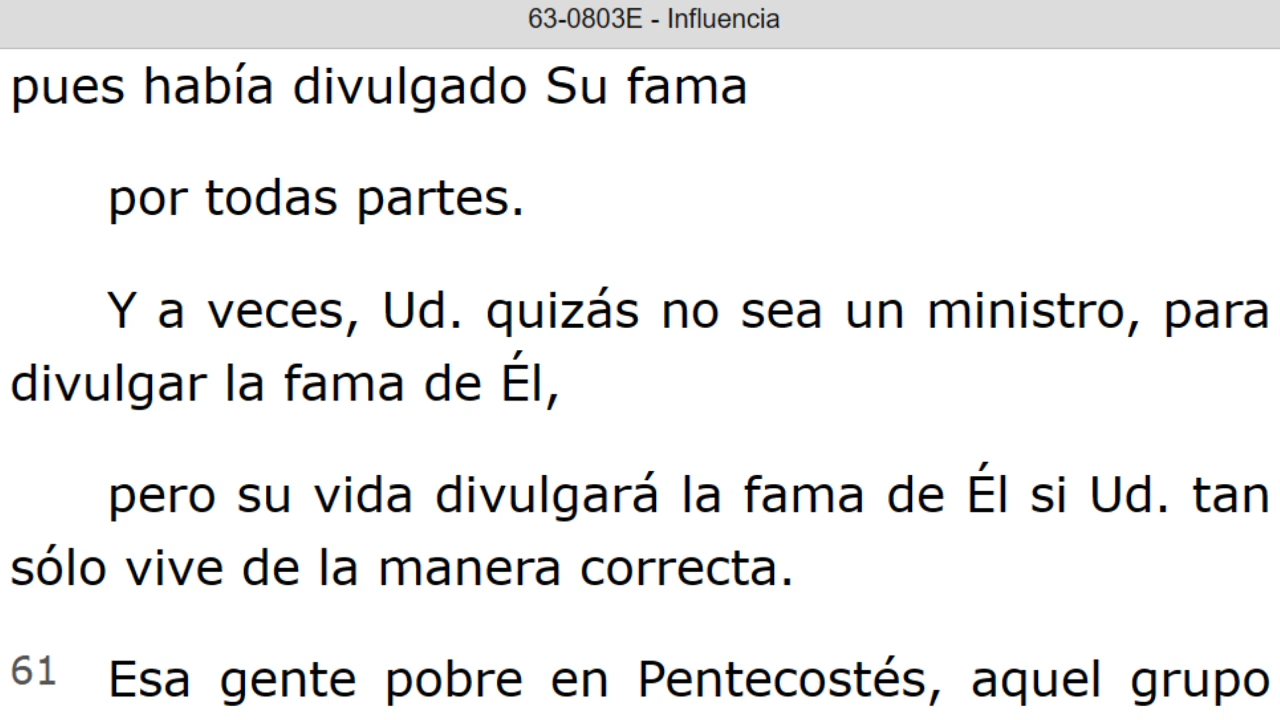 63-0803E - Influencia
pues había divulgado Su fama
por todas partes.
Y a veces, Ud. quizás no sea un ministro, para
divulgar la fama de Él,
pero su vida divulgará la fama de Él si Ud. tan
sólo vive de la manera correcta.
61 Esa gente pobre en Pentecostés, aquel grupo